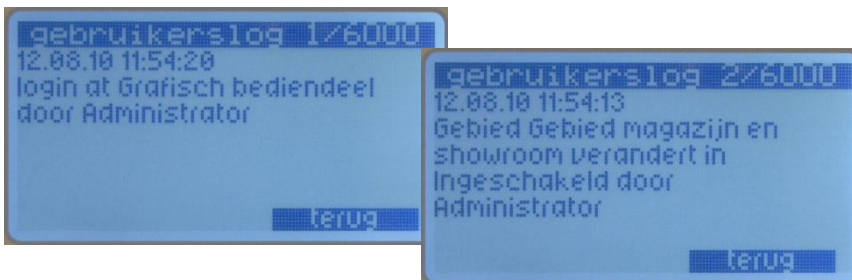 gebruikerslog 1/6000
12.08.10 11:54:20
login at Grafisch bediendeel
door Administrator
terug
gebruikerslog 2/6000
12.08.10 11:54:13
Gebied Gebied magazijn en
showroom verandert in
Ingeschakeld door
Administrator
terug